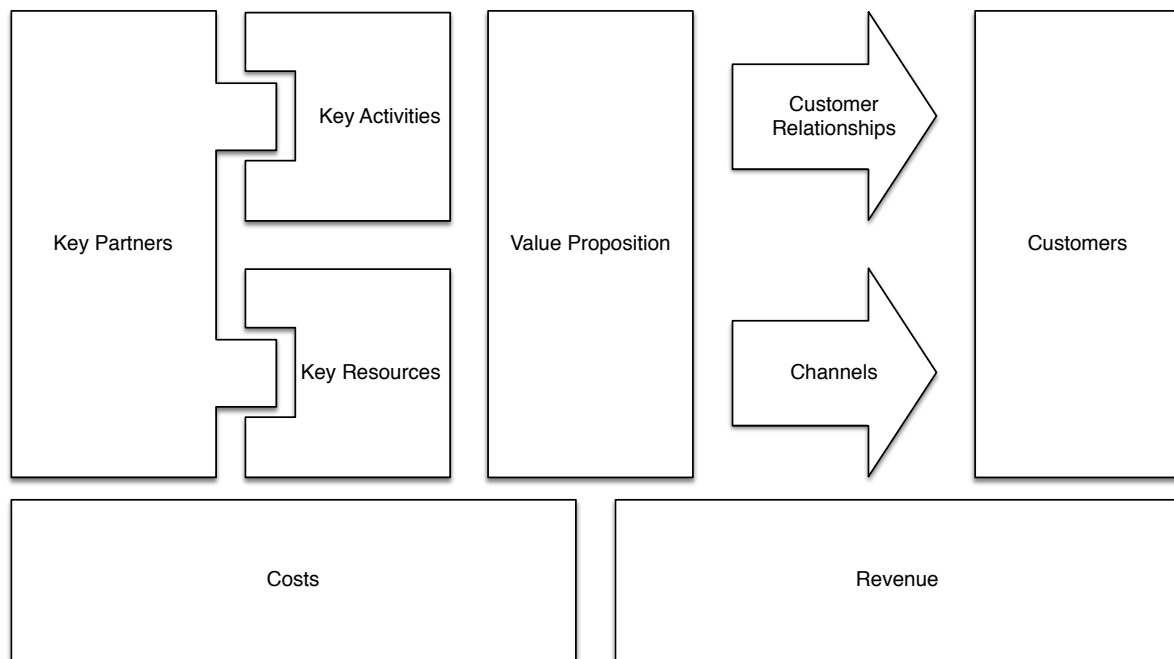 Key Partners
Key Activities
Key Resources
Value Proposition
Customer
Relationships
Channels
Customers
Costs
Revenue